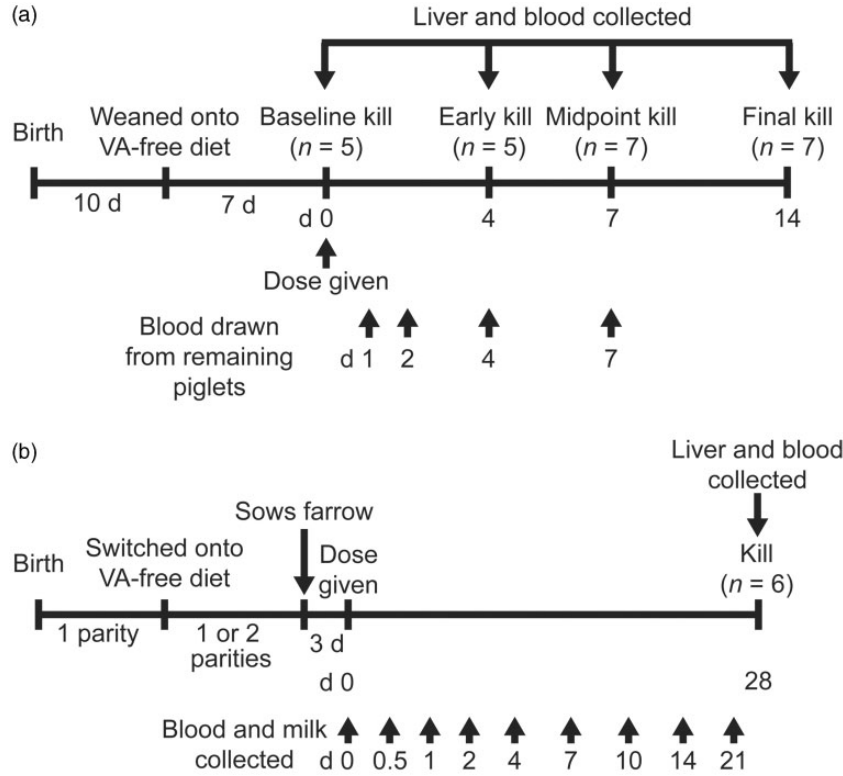 (a)
Liver and blood collected
Birth
Weaned onto
VA-free diet
Baseline kill
(n = 5)
Early kill
(n = 5)
Midpoint kill
(n = 7)
Final kill
(n = 7)
10 d
7 d
d 0
4
7
14
Dose given
Blood drawn
from remaining
piglets
d 1
2
4
7
(b)
Liver and blood
collected
Sows farrow
Birth
Switched onto
VA-free diet
Dose
given
Kill
(n = 6)
1 parity
1 or 2
parities
3 d
d 0
28
Blood and milk
collected
d 0 0.5 1 2 4 7 10 14 21